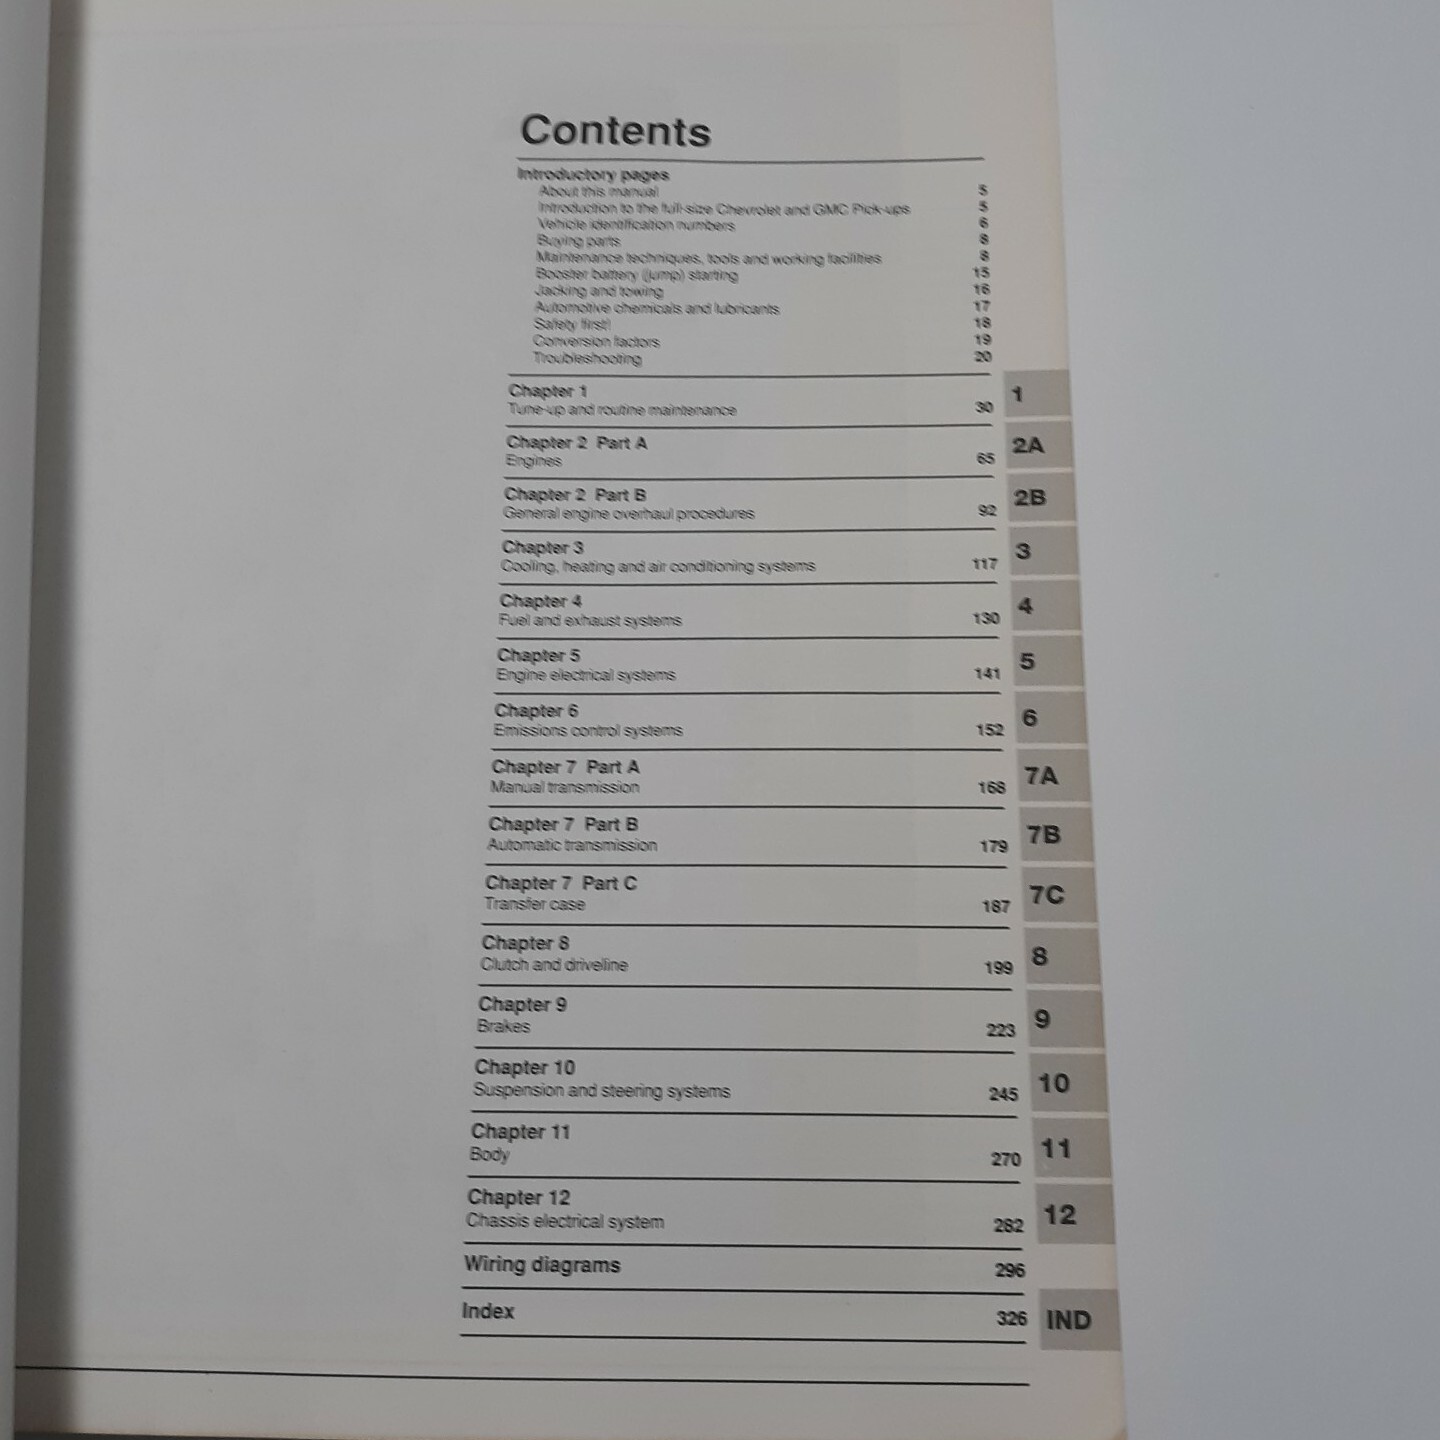 Contents
Introductory pages
About this manual 5
Introduction to the full-size Chevrolet and GMC Pick-ups 5
Vehicle identification numbers 6
Buying parts 8
Maintenance techniques, tools and working facilities 8
Booster battery (jump) starting 15
Jacking and towing 16
Automotive chemicals and lubricants 17
Safety first! 18
Conversion factors 19
Troubleshooting 20
Chapter 1 1
Tune-up and routine maintenance 30
Chapter 2 Part A 2A
Engines 65
Chapter 2 Part B 2B
General engine overhaul procedures 92
Chapter 3 3
Cooling, heating and air conditioning systems 117
Chapter 4 4
Fuel and exhaust systems 130
Chapter 5 5
Engine electrical systems 141
Chapter 6 6
Emissions control systems 152
Chapter 7 Part A 7A
Manual transmission 168
Chapter 7 Part B 7B
Automatic transmission 179
Chapter 7 Part C 7C
Transfer case 187
Chapter 8 8
Clutch and driveline 199
Chapter 9 9
Brakes 223
Chapter 10 10
Suspension and steering systems 245
Chapter 11 11
Body 270
Chapter 12 12
Chassis electrical system 282
Wiring diagrams 296
Index 326 IND